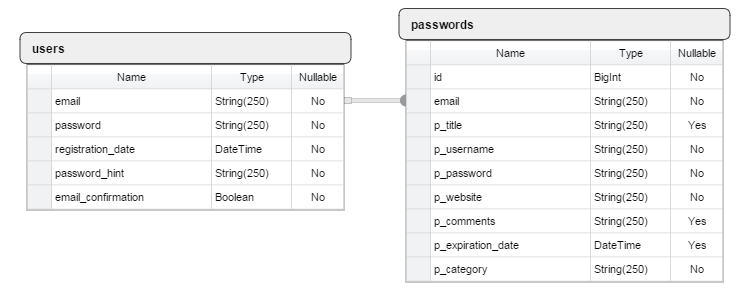 users
Name Type Nullable
email String(250) No
password String(250) No
registration_date DateTime No
password_hint String(250) No
email_confirmation Boolean No
passwords
Name Type Nullable
id BigInt No
email String(250) No
p_title String(250) Yes
p_username String(250) No
p_password String(250) No
p_website String(250) No
p_comments String(250) Yes
p_expiration_date DateTime Yes
p_category String(250) No